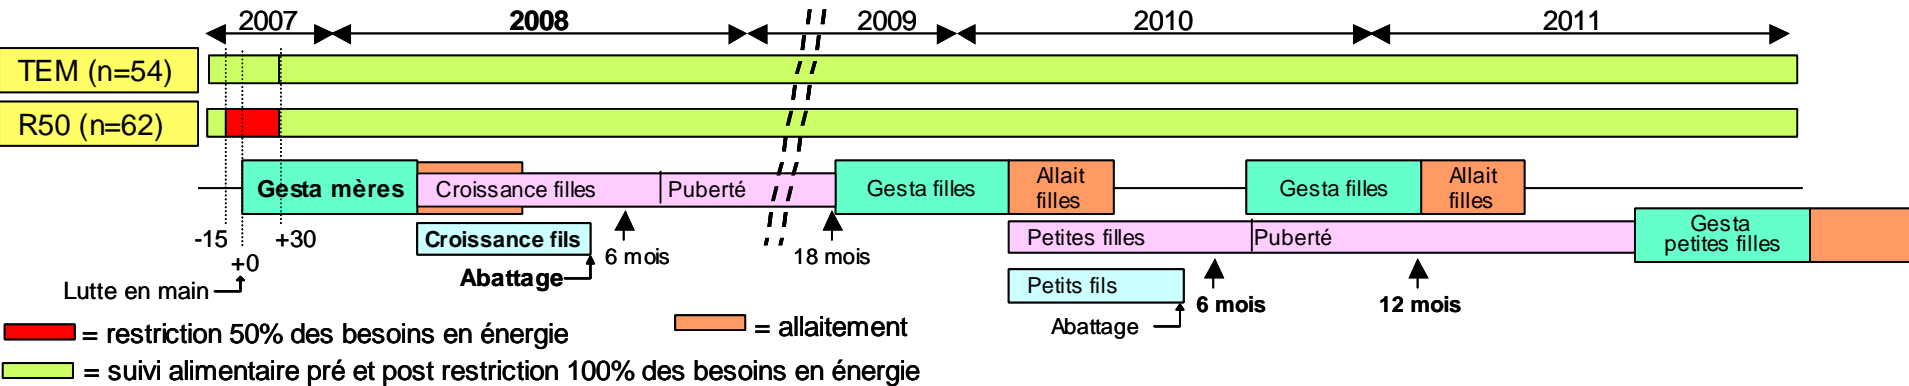 2007 2008 2009 2010 2011
TEM (n=54)
R50 (n=62)
Gesta mères
Croissance filles
Puberté
Gesta filles
Allait
filles
Gesta filles
Allait
filles
-15
+30
+0
Croissance fils
6 mois
18 mois
Petites filles
Puberté
Gesta
petites filles
Lutte en main
Abattage
Petits fils
6 mois
12 mois
Abattage
= restriction 50% des besoins en énergie
= allaitement
= suivi alimentaire pré et post restriction 100% des besoins en énergie